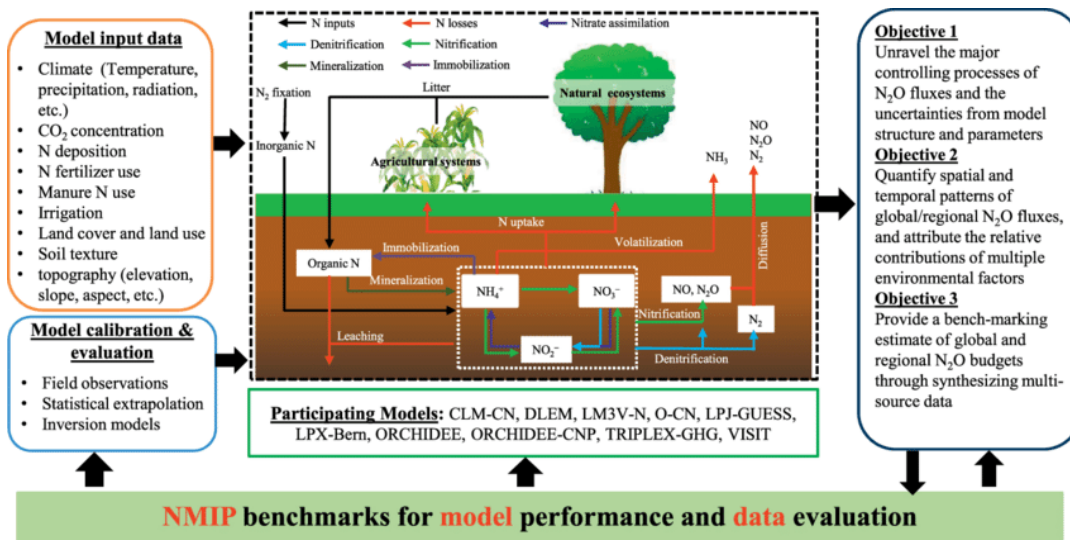 Model input data
• Climate (Temperature,
precipitation, radiation,
etc.)
• CO₂ concentration
• N deposition
• N fertilizer use
• Manure N use
• Irrigation
• Land cover and land use
• Soil texture
• topography (elevation,
slope, aspect, etc.)
Model calibration &
evaluation
• Field observations
• Statistical extrapolation
• Inversion models
N inputs
N losses
Nitrate assimilation
Denitrification
Nitrification
Mineralization
Immobilization
N₂ fixation
Litter
Natural ecosystems
Inorganic N
Agricultural systems
NH₃
NO
N₂O
N₂
N uptake
Volatilization
Diffusion
Immobilization
Organic N
Mineralization
NH₄⁺
NO₃⁻
NO, N₂O
Nitrification
N₂
Leaching
NO₂⁻
Denitrification
Participating Models: CLM-CN, DLEM, LM3V-N, O-CN, LPJ-GUESS,
LPX-Bern, ORCHIDEE, ORCHIDEE-CNP, TRIPLEX-GHG, VISIT
Objective 1
Unravel the major
controlling processes of
N₂O fluxes and the
uncertainties from model
structure and parameters
Objective 2
Quantify spatial and
temporal patterns of
global/regional N₂O fluxes,
and attribute the relative
contributions of multiple
environmental factors
Objective 3
Provide a bench-marking
estimate of global and
regional N₂O budgets
through synthesizing multi-
source data
NMIP benchmarks for model performance and data evaluation